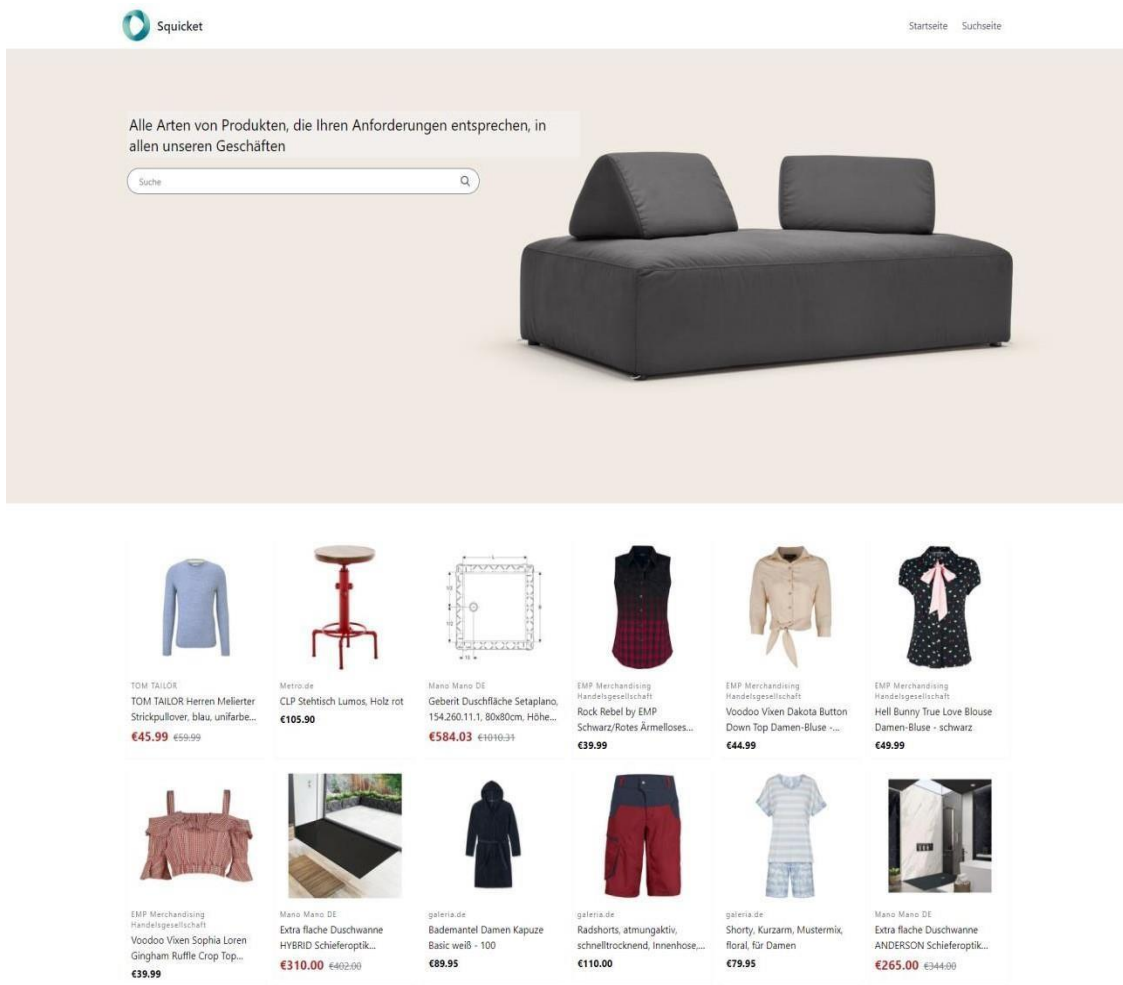 Squicket
Startseite Suchseite
Alle Arten von Produkten, die Ihren Anforderungen entsprechen, in
allen unseren Geschäften
Suche
TOM TAILOR
TOM TAILOR Herren Melierter
Strickpullover, blau, unifarbe...
€45.99 €59.99
Metro.de
CLP Stehtisch Lumos, Holz rot
€105.90
Mano Mano DE
Geberit Duschfläche Setaplano,
154.260.11.1, 80x80cm, Höhe...
€584.03 €1010.31
EMP Merchandising
Handelsgesellschaft
Rock Rebel by EMP
Schwarz/Rotes Ärmelloses...
€39.99
EMP Merchandising
Handelsgesellschaft
Voodoo Vixen Dakota Button
Down Top Damen-Bluse -...
€44.99
EMP Merchandising
Handelsgesellschaft
Hell Bunny True Love Blouse
Damen-Bluse - schwarz
€49.99
EMP Merchandising
Handelsgesellschaft
Voodoo Vixen Sophia Loren
Gingham Ruffle Crop Top...
€39.99
Mano Mano DE
Extra flache Duschwanne
HYBRID Schieferoptik...
€310.00 €402.00
galeria.de
Bademantel Damen Kapuze
Basic weiß - 100
€89.95
galeria.de
Radshorts, atmungaktiv,
schnelltrocknend, Innenhose,...
€110.00
galeria.de
Shorty, Kurzarm, Mustermix,
floral, für Damen
€79.95
Mano Mano DE
Extra flache Duschwanne
ANDERSON Schieferoptik...
€265.00 €344.00